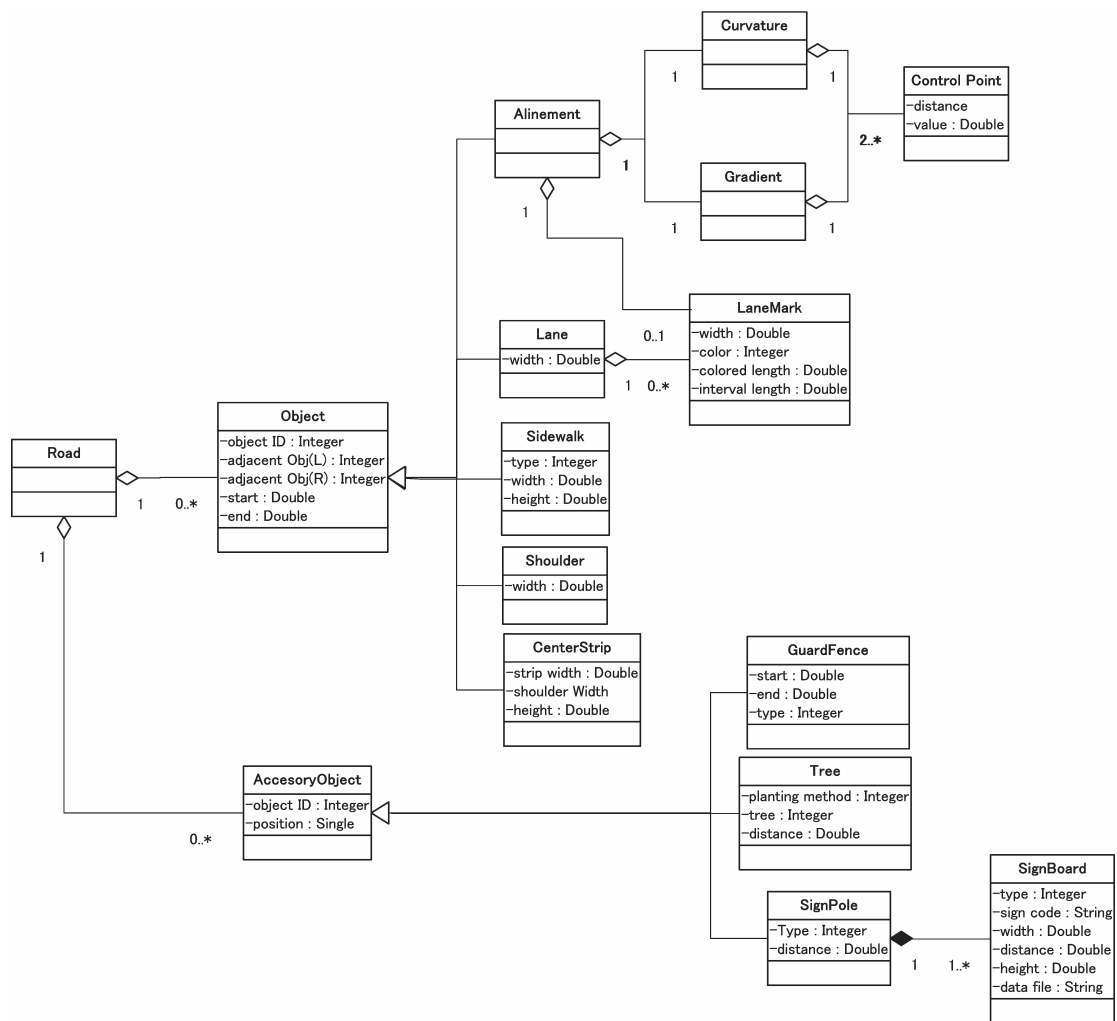 Curvature
1
1
Control Point
-distance
-value : Double
2..*
Alinement
1
1
Gradient
1
1
LaneMark
-width : Double
-color : Integer
-colored length : Double
-interval length : Double
0..1
Lane
-width : Double
1 0..*
Object
-object ID : Integer
-adjacent Obj(L) : Integer
-adjacent Obj(R) : Integer
-start : Double
-end : Double
Road
1
0..*
1
Sidewalk
-type : Integer
-width : Double
-height : Double
Shoulder
-width : Double
CenterStrip
-strip width : Double
-shoulder Width
-height : Double
GuardFence
-start : Double
-end : Double
-type : Integer
AccesoryObject
-object ID : Integer
-position : Single
0..*
Tree
-planting method : Integer
-tree : Integer
-distance : Double
SignPole
-Type : Integer
-distance : Double
1
1..*
SignBoard
-type : Integer
-sign code : String
-width : Double
-distance : Double
-height : Double
-data file : String